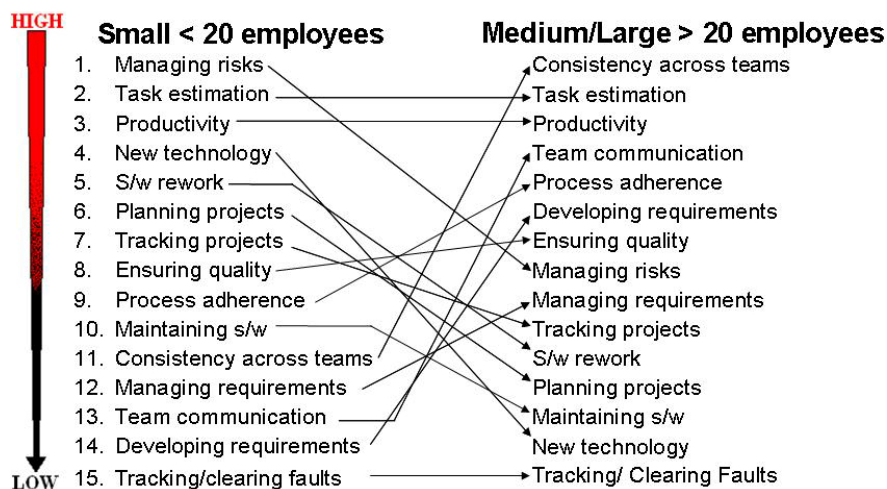 HIGH
Small < 20 employees
Medium/Large > 20 employees
1. Managing risks
Consistency across teams
2. Task estimation
Task estimation
3. Productivity
Productivity
4. New technology
Team communication
5. S/w rework
Process adherence
6. Planning projects
Developing requirements
7. Tracking projects
Ensuring quality
8. Ensuring quality
Managing risks
9. Process adherence
Managing requirements
10. Maintaining s/w
Tracking projects
11. Consistency across teams
S/w rework
12. Managing requirements
Planning projects
13. Team communication
Maintaining s/w
14. Developing requirements
New technology
15. Tracking/clearing faults
Tracking/ Clearing Faults
LOW